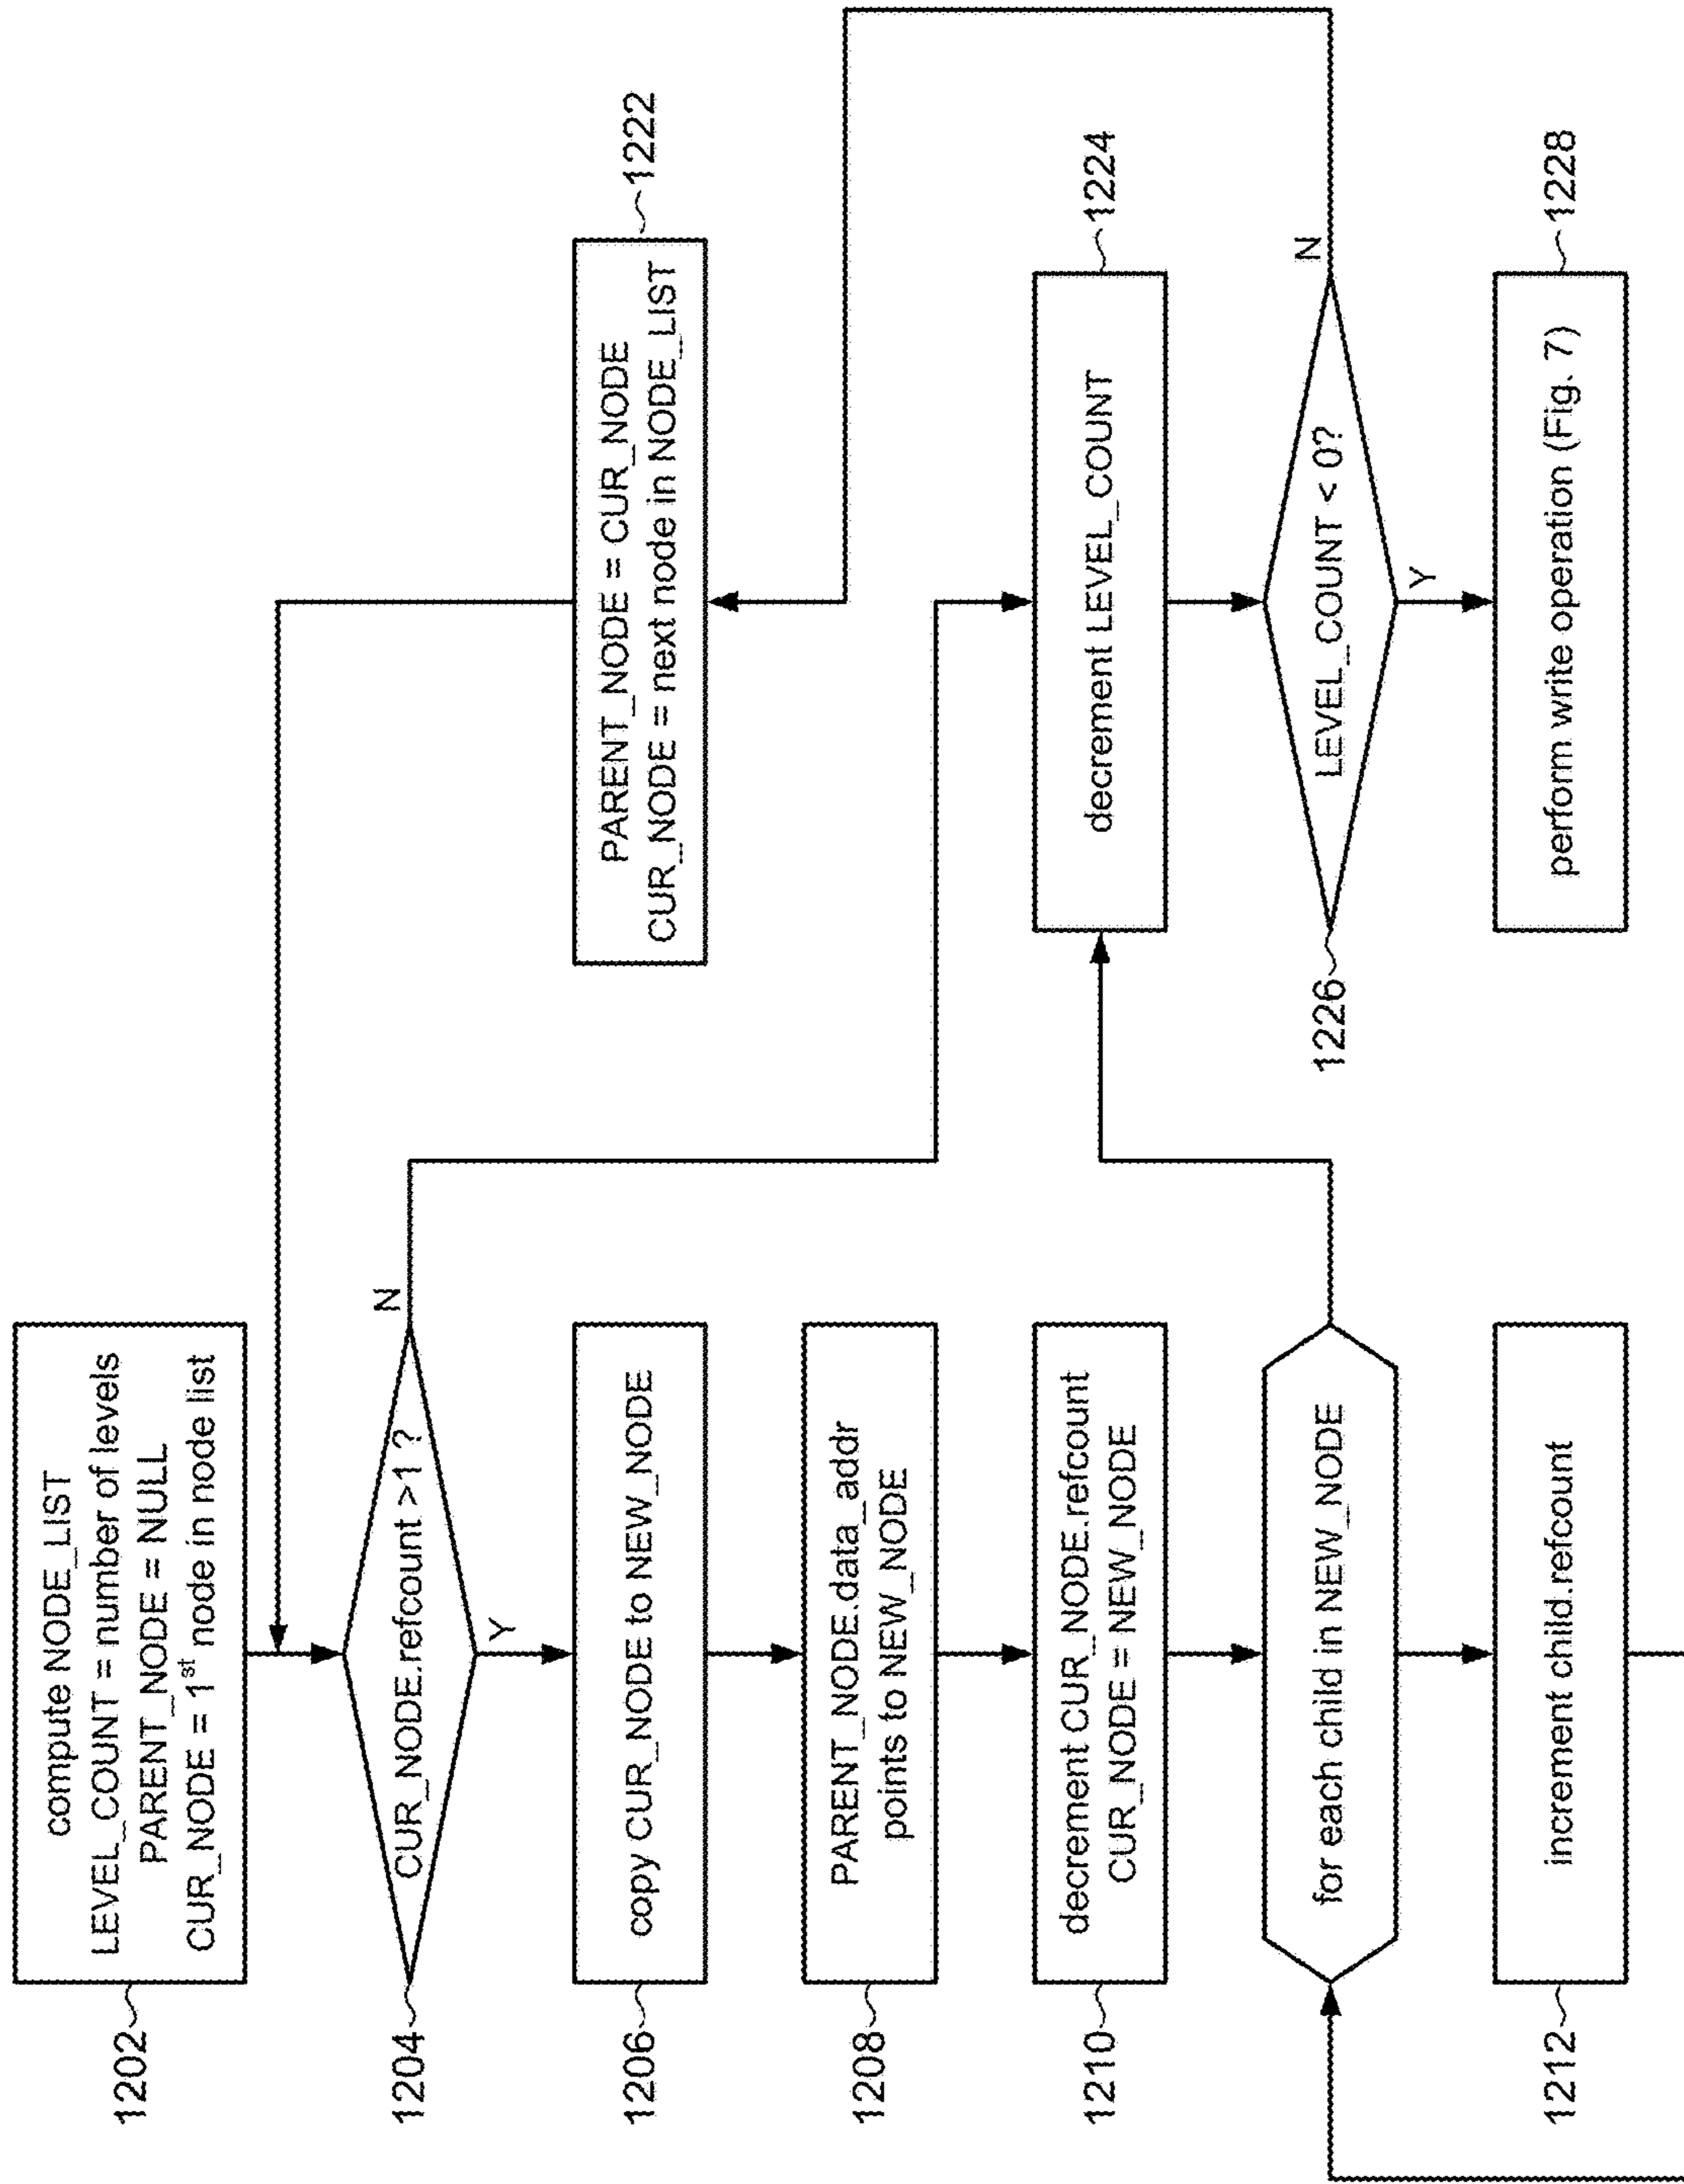 compute NODE_LIST
LEVEL_COUNT = number of levels
PARENT_NODE = NULL
CUR_NODE = 1st node in node list
1202
CUR_NODE.refcount >1 ?
1204
N
Y
copy CUR_NODE to NEW_NODE
1206
PARENT_NODE.data_addr
points to NEW_NODE
1208
decrement CUR_NODE.refcount
CUR_NODE = NEW_NODE
1210
for each child in NEW_NODE
increment child.refcount
1212
PARENT_NODE = CUR_NODE
CUR_NODE = next node in NODE_LIST
1222
decrement LEVEL_COUNT
1224
LEVEL_COUNT < 0?
1226
N
Y
perform write operation (Fig. 7)
1228